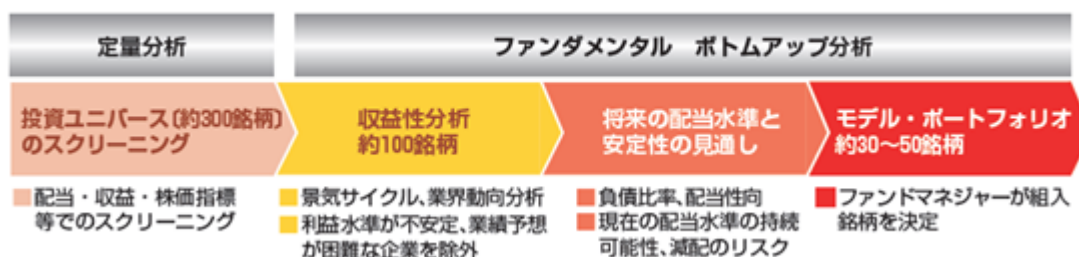 定量分析
ファンダメンタル ボトムアップ分析
投資ユニバース(約300銘柄)
のスクリーニング
収益性分析
約100銘柄
将来の配当水準と
安定性の見通し
モデル・ポートフォリオ
約30～50銘柄
配当・収益・株価指標
等でのスクリーニング
景気サイクル、業界動向分析
利益水準が不安定、業績予想
が困難な企業を除外
負債比率、配当性向
現在の配当水準の持続
可能性、減配のリスク
ファンドマネジャーが組入
銘柄を決定